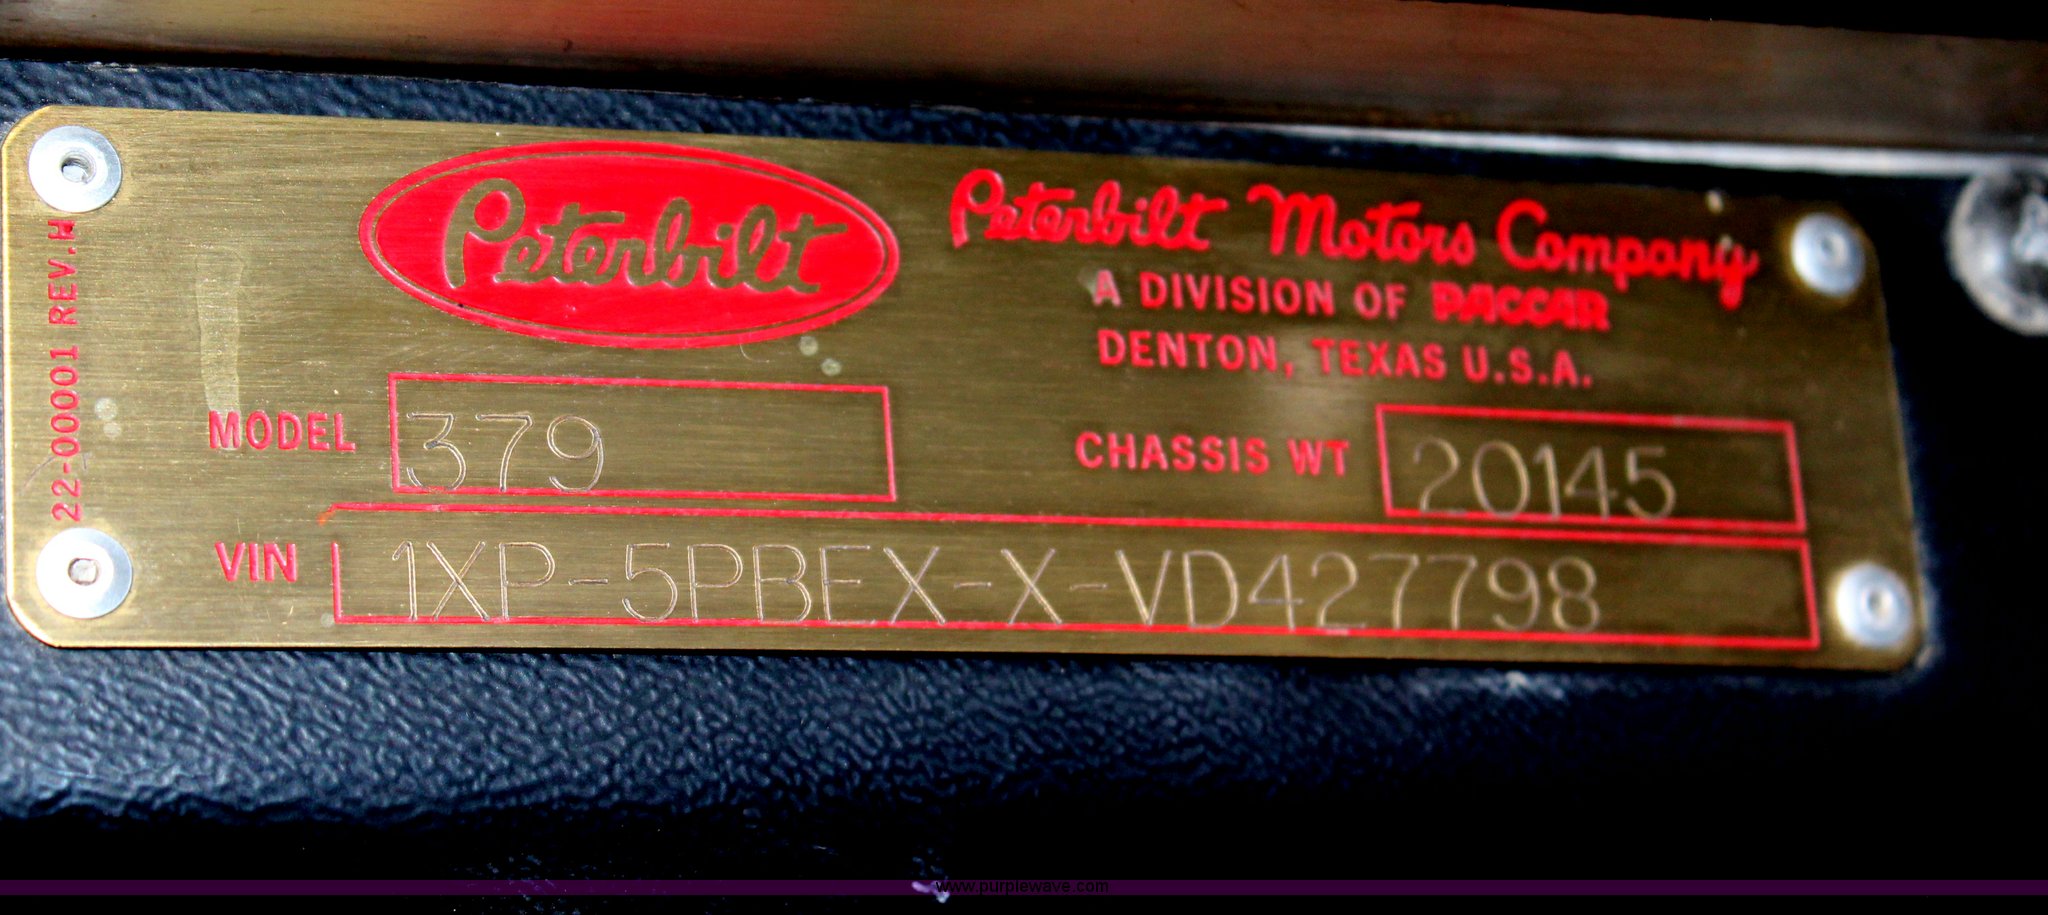 22-00001 REV.H
Peterbilt
Peterbilt Motors Company
A DIVISION OF PACCAR
DENTON, TEXAS U.S.A.
MODEL 379
CHASSIS WT 20145
VIN 1XP-5PBEX-X-VD427798
www.purplewave.com